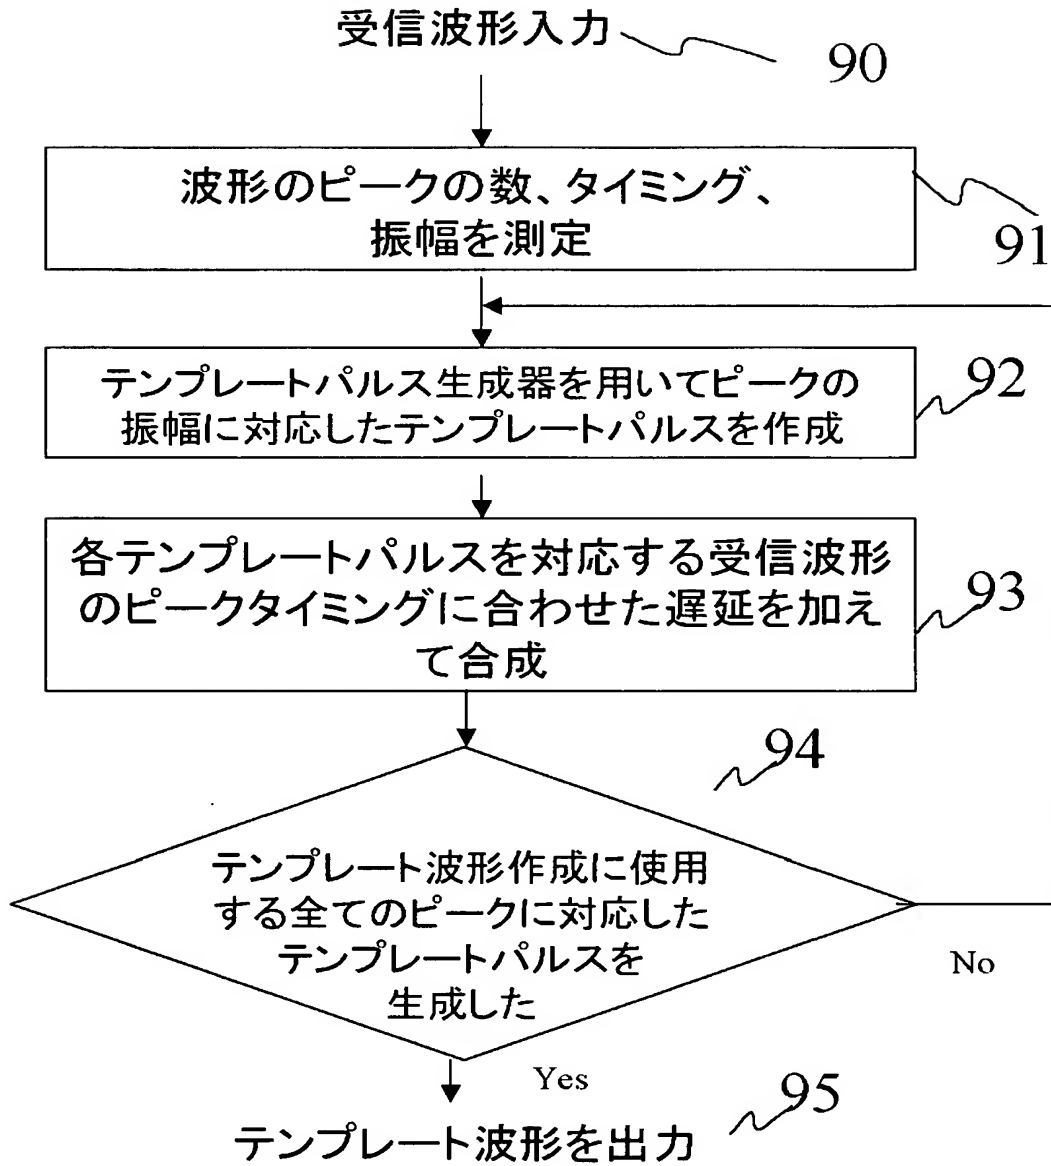 受信波形入力
90
波形のピークの数、タイミング、
振幅を測定
91
テンプレートパルス生成器を用いてピークの
振幅に対応したテンプレートパルスを作成
92
各テンプレートパルスを対応する受信波形
のピークタイミングに合わせた遅延を加え
て合成
93
94
テンプレート波形作成に使用
する全てのピークに対応した
テンプレートパルスを
生成した
No
Yes
95
テンプレート波形を出力